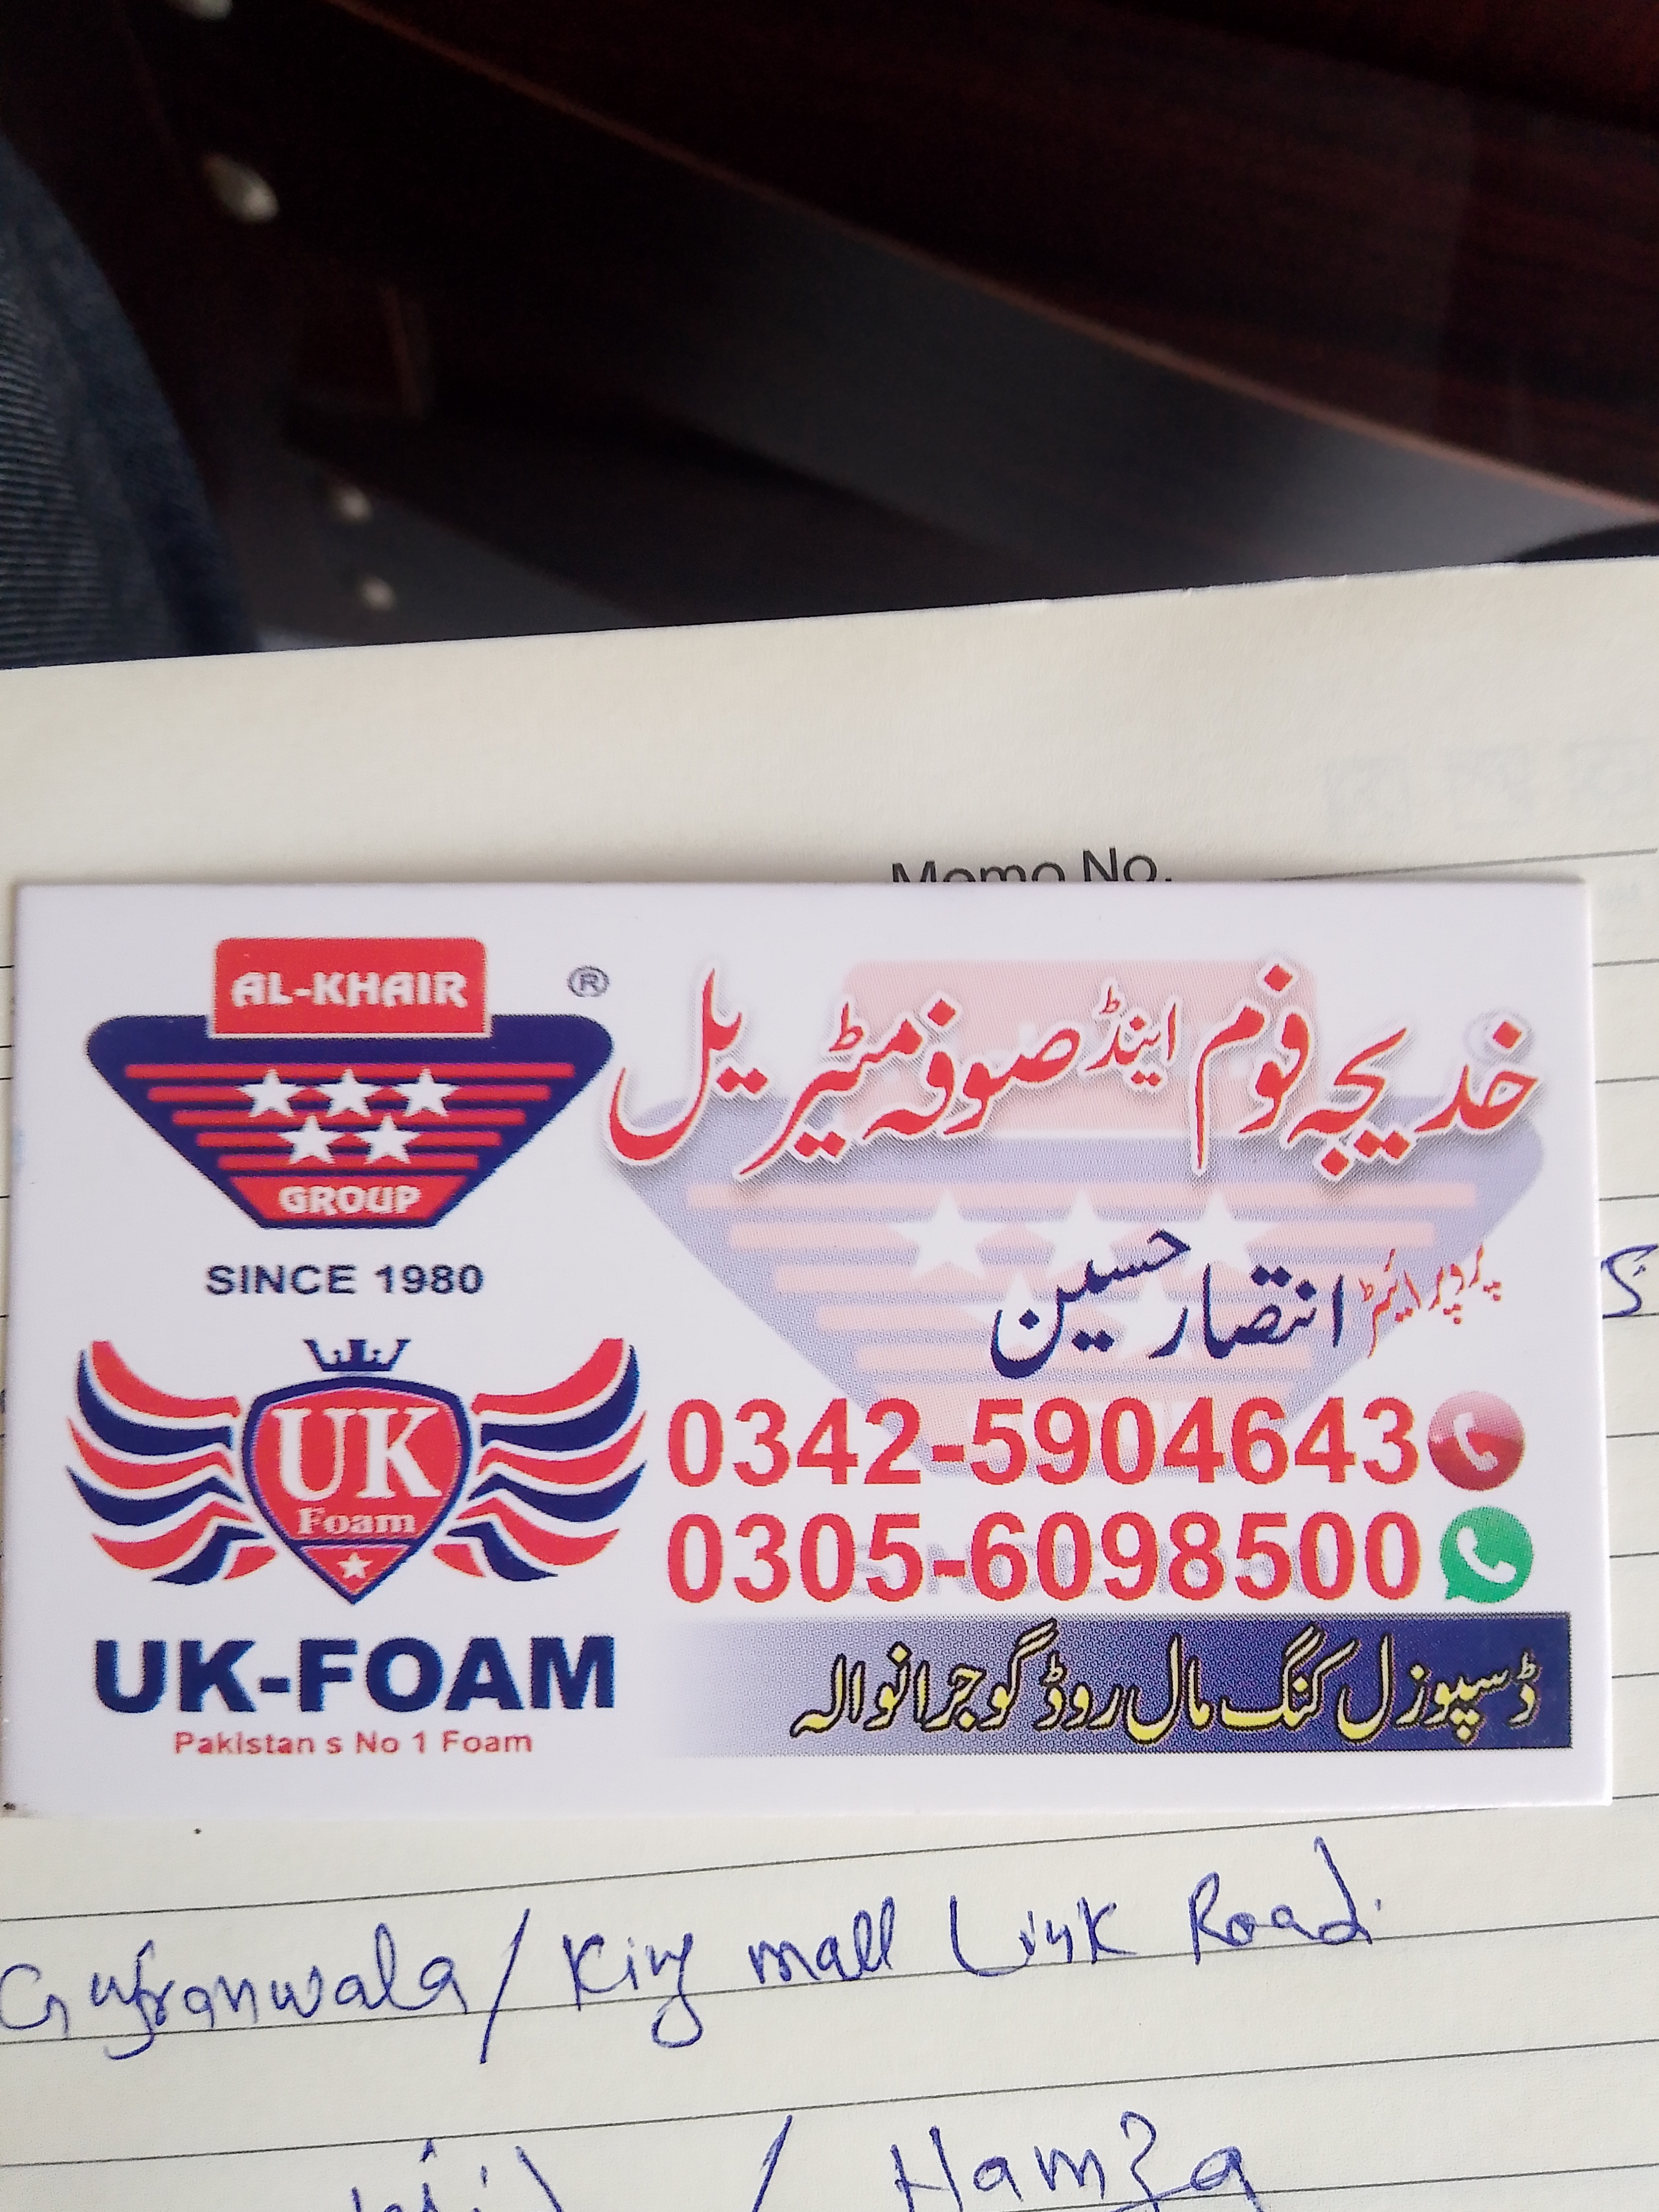 Memo No.
AL-KHAIR
®
GROUP
SINCE 1980
UK
Foam
UK-FOAM
Pakistan s No 1 Foam
خدیجہ فوم اینڈ صوفہ مٹیریل
پروپرائیٹر انتصار حسین
0342-5904643
0305-6098500
ڈسپوزل کنگ مال روڈ گوجرانوالہ
Gujranwala / King mall Link Road.
/ Hamza